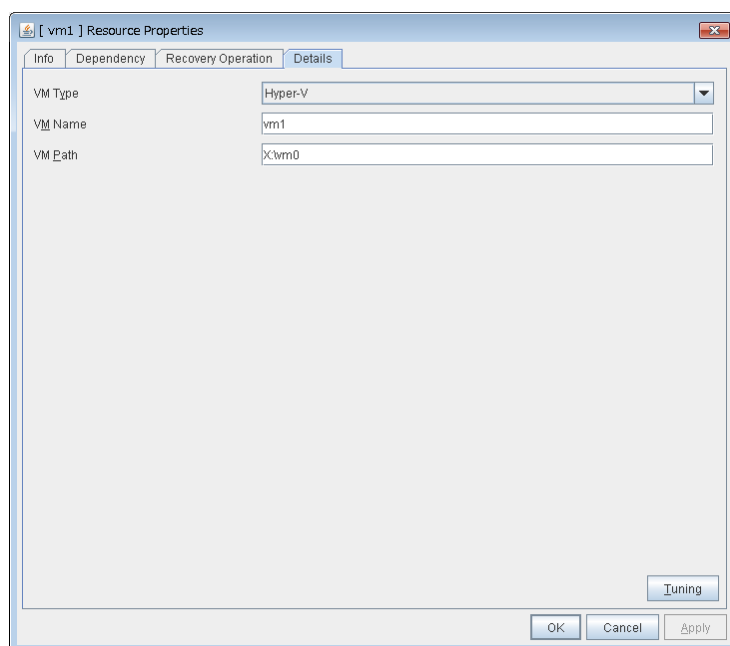 [ vm1 ] Resource Properties
Info Dependency Recovery Operation Details
VM Type Hyper-V
VM Name vm1
VM Path X:\vm0
Tuning
OK Cancel Apply